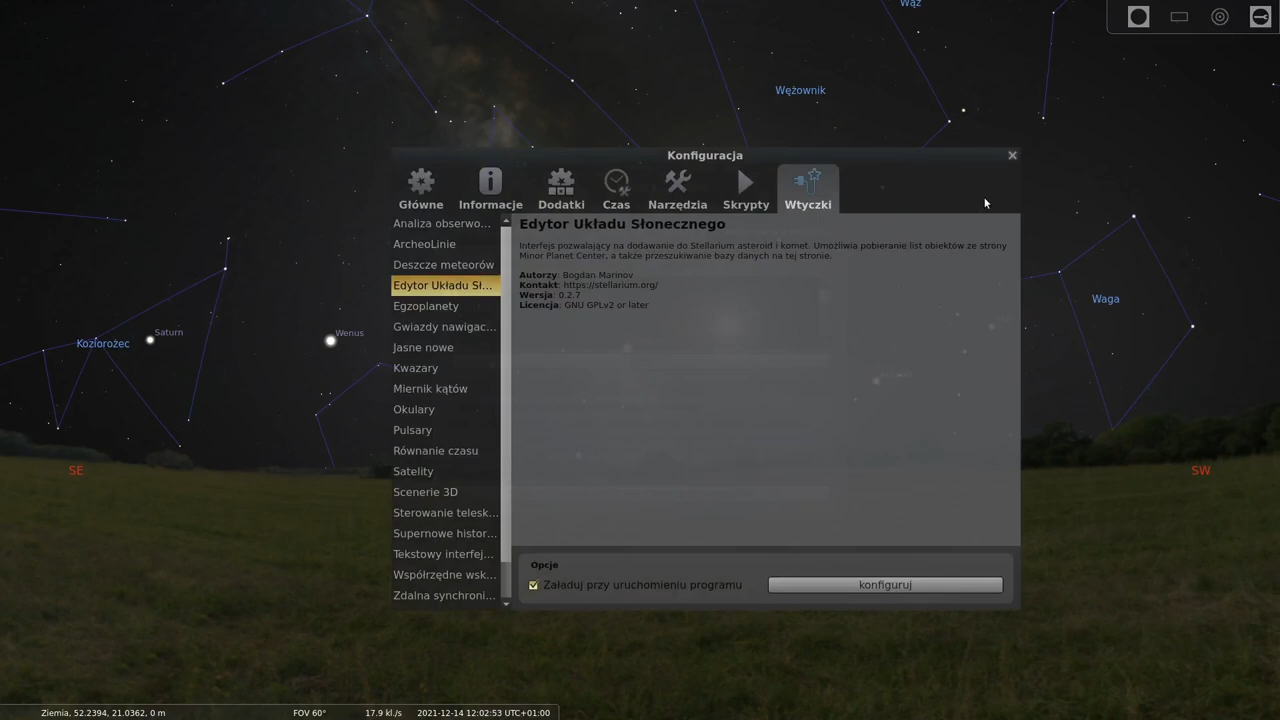 Wąż
Wężownik
Konfiguracja
Główne
Informacje
Dodatki
Czas
Narzędzia
Skrypty
Wtyczki
Analiza obserwo...
ArcheoLinie
Deszcze meteorów
Edytor Układu Sł...
Egzoplanety
Gwiazdy nawigac...
Jasne nowe
Kwazary
Miernik kątów
Okulary
Pulsary
Równanie czasu
Satelity
Scenerie 3D
Sterowanie telesk...
Supernowe histor...
Tekstowy interfej...
Współrzędne wsk...
Zdalna synchroni...
Edytor Układu Słonecznego
Interfejs pozwalający na dodawanie do Stellarium asteroid i komet. Umożliwia pobieranie list obiektów ze strony
Minor Planet Center, a także przeszukiwanie bazy danych na tej stronie.
Autorzy: Bogdan Marinov
Kontakt: https://stellarium.org/
Wersja: 0.2.7
Licencja: GNU GPLv2 or later
Opcje
Załaduj przy uruchomieniu programu
konfiguruj
Saturn
Wenus
Koziorożec
Waga
SE
SW
Ziemia, 52.2394, 21.0362, 0 m
FOV 60°
17.9 kl./s
2021-12-14 12:02:53 UTC+01:00